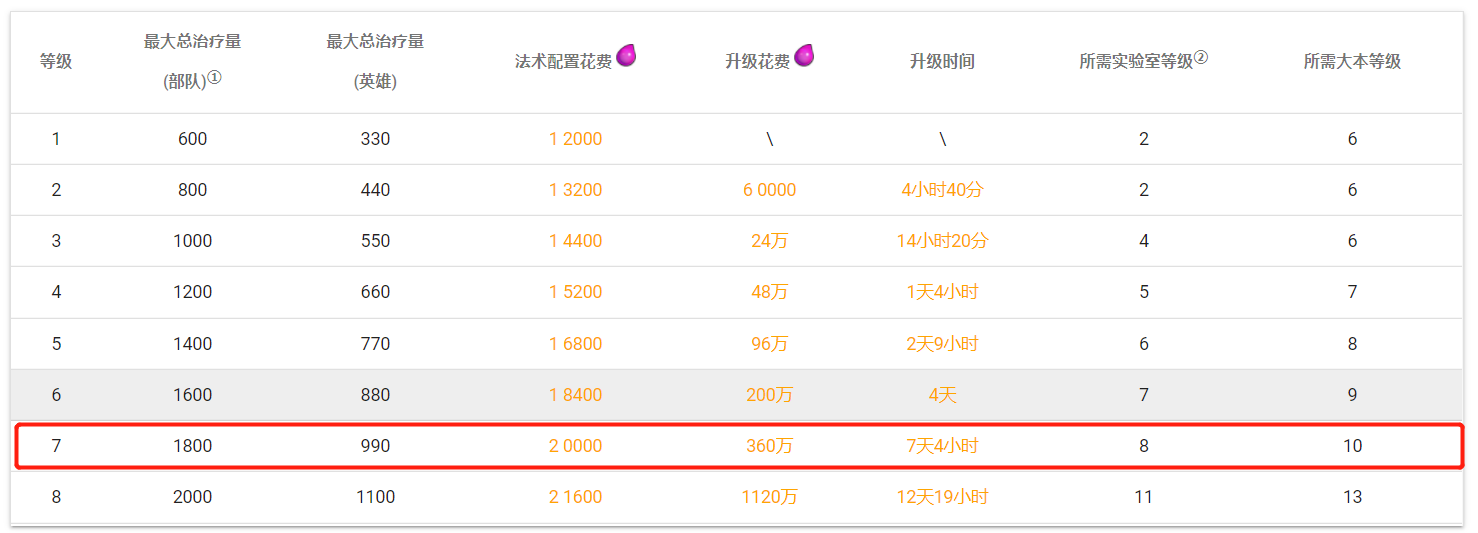 等级 最大总治疗量 (部队)① 最大总治疗量 (英雄) 法术配置花费 升级花费 升级时间 所需实验室等级② 所需大本等级
1 600 330 1 2000 \ \ 2 6
2 800 440 1 3200 6 0000 4小时40分 2 6
3 1000 550 1 4400 24万 14小时20分 4 6
4 1200 660 1 5200 48万 1天4小时 5 7
5 1400 770 1 6800 96万 2天9小时 6 8
6 1600 880 1 8400 200万 4天 7 9
7 1800 990 2 0000 360万 7天4小时 8 10
8 2000 1100 2 1600 1120万 12天19小时 11 13